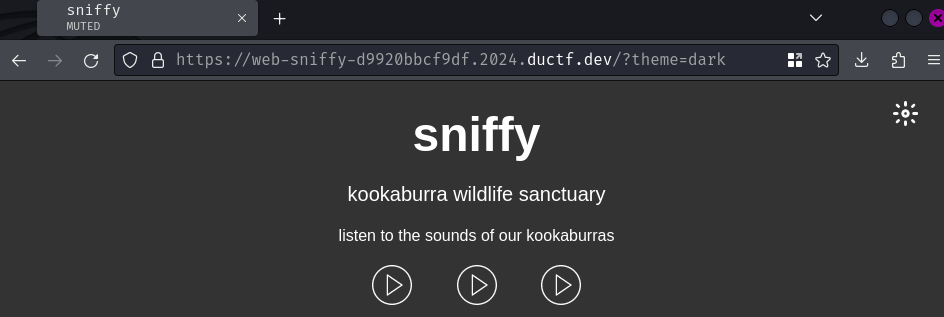 sniffy
MUTED
https://web-sniffy-d9920bbcf9df.2024.ductf.dev/?theme=dark
sniffy
kookaburra wildlife sanctuary
listen to the sounds of our kookaburras